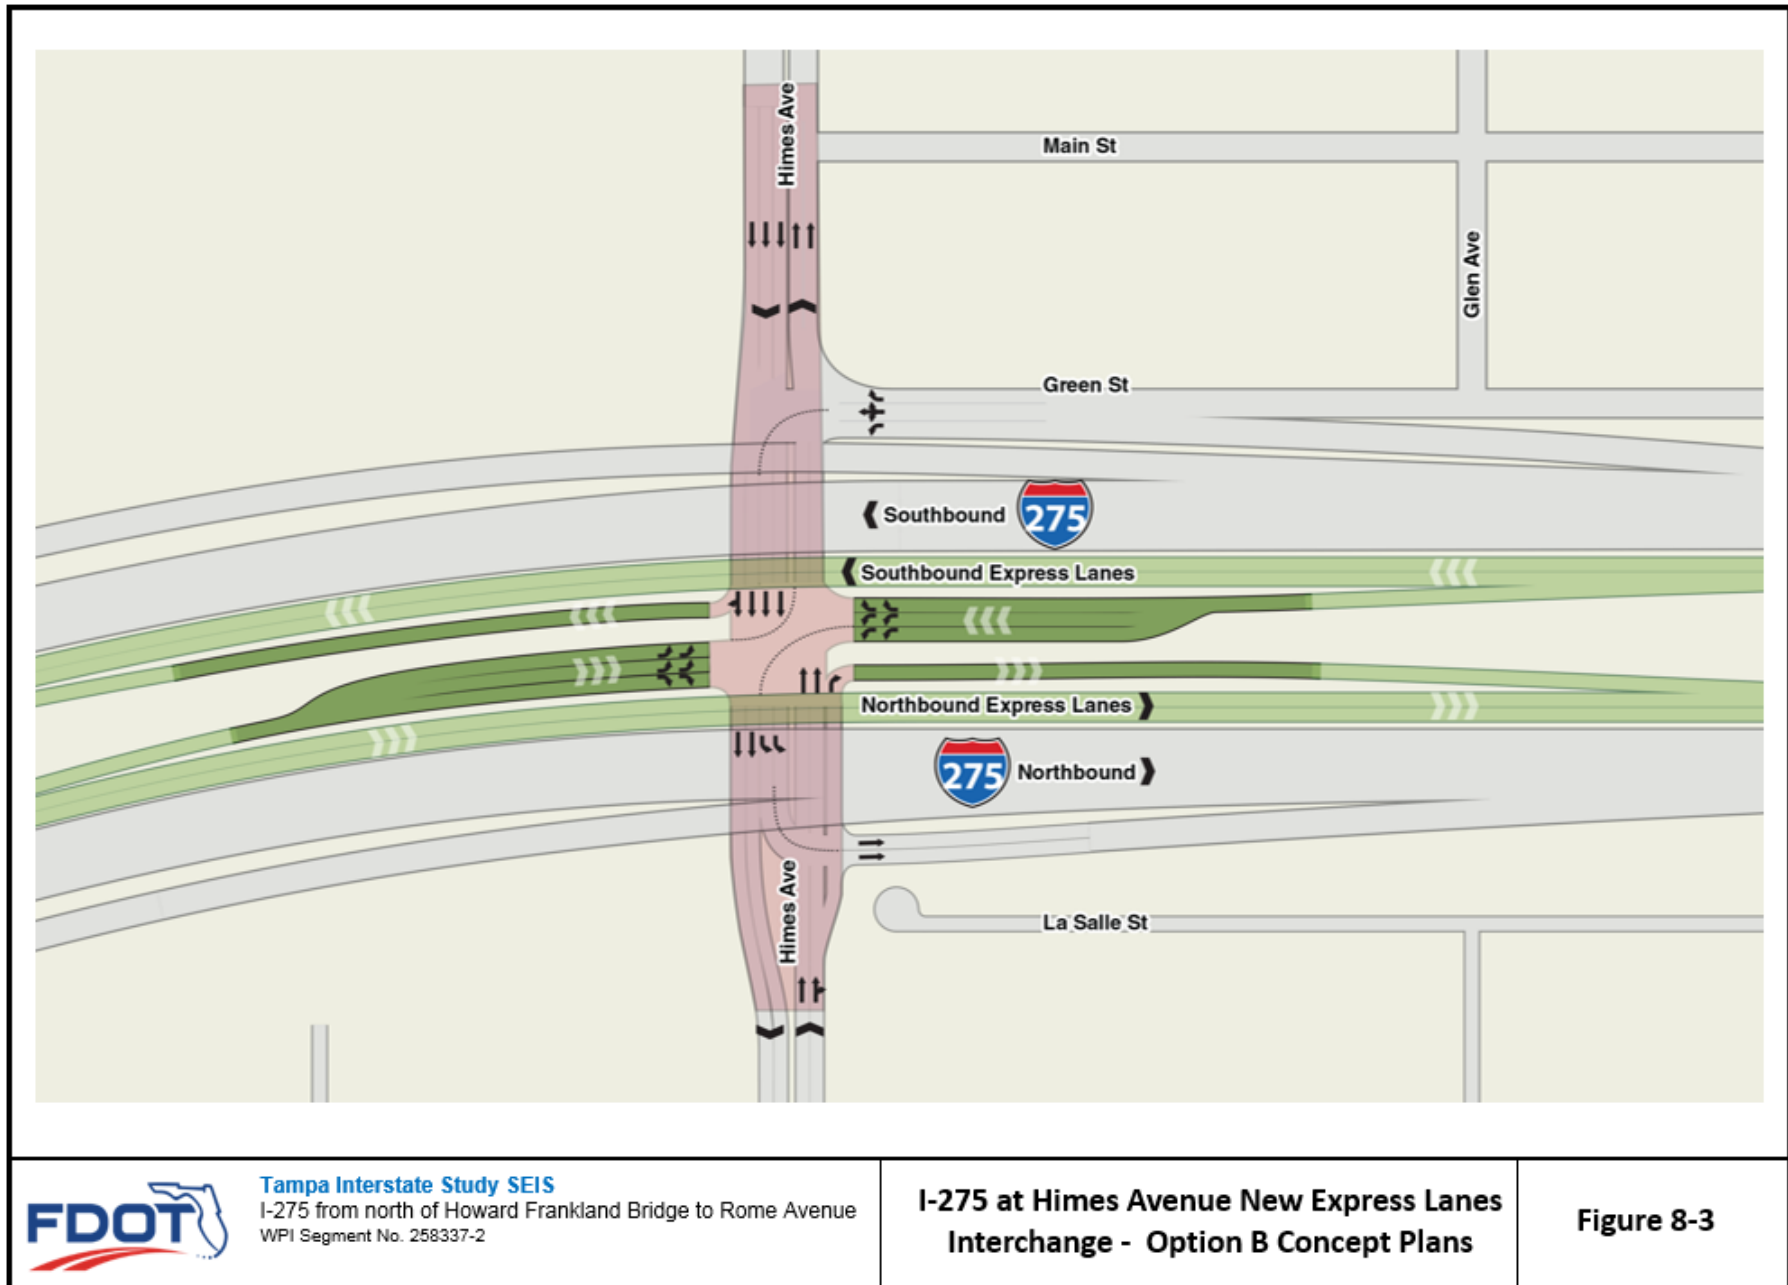 Himes Ave
Main St
Glen Ave
Green St
Southbound
275
Southbound Express Lanes
Northbound Express Lanes
275
Northbound
Himes Ave
La Salle St
FDOT
Tampa Interstate Study SEIS
I-275 from north of Howard Frankland Bridge to Rome Avenue
WPI Segment No. 258337-2
I-275 at Himes Avenue New Express Lanes
Interchange - Option B Concept Plans
Figure 8-3